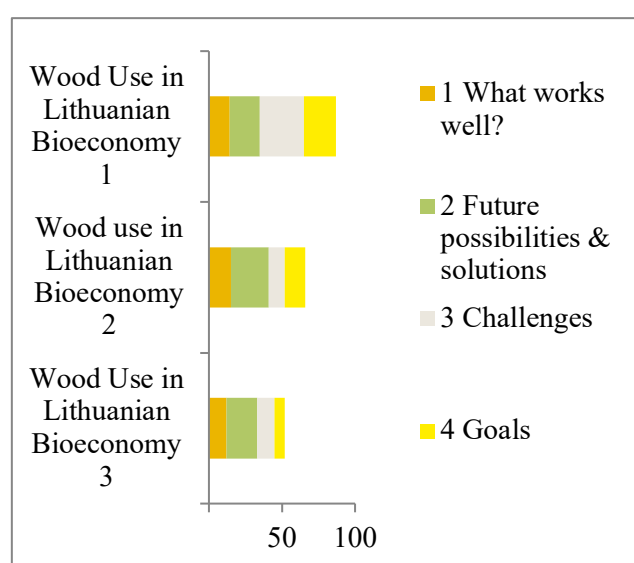 Wood Use in
Lithuanian
Bioeconomy
1
Wood use in
Lithuanian
Bioeconomy
2
Wood Use in
Lithuanian
Bioeconomy
3
50
100
1 What works
well?
2 Future
possibilities &
solutions
3 Challenges
4 Goals